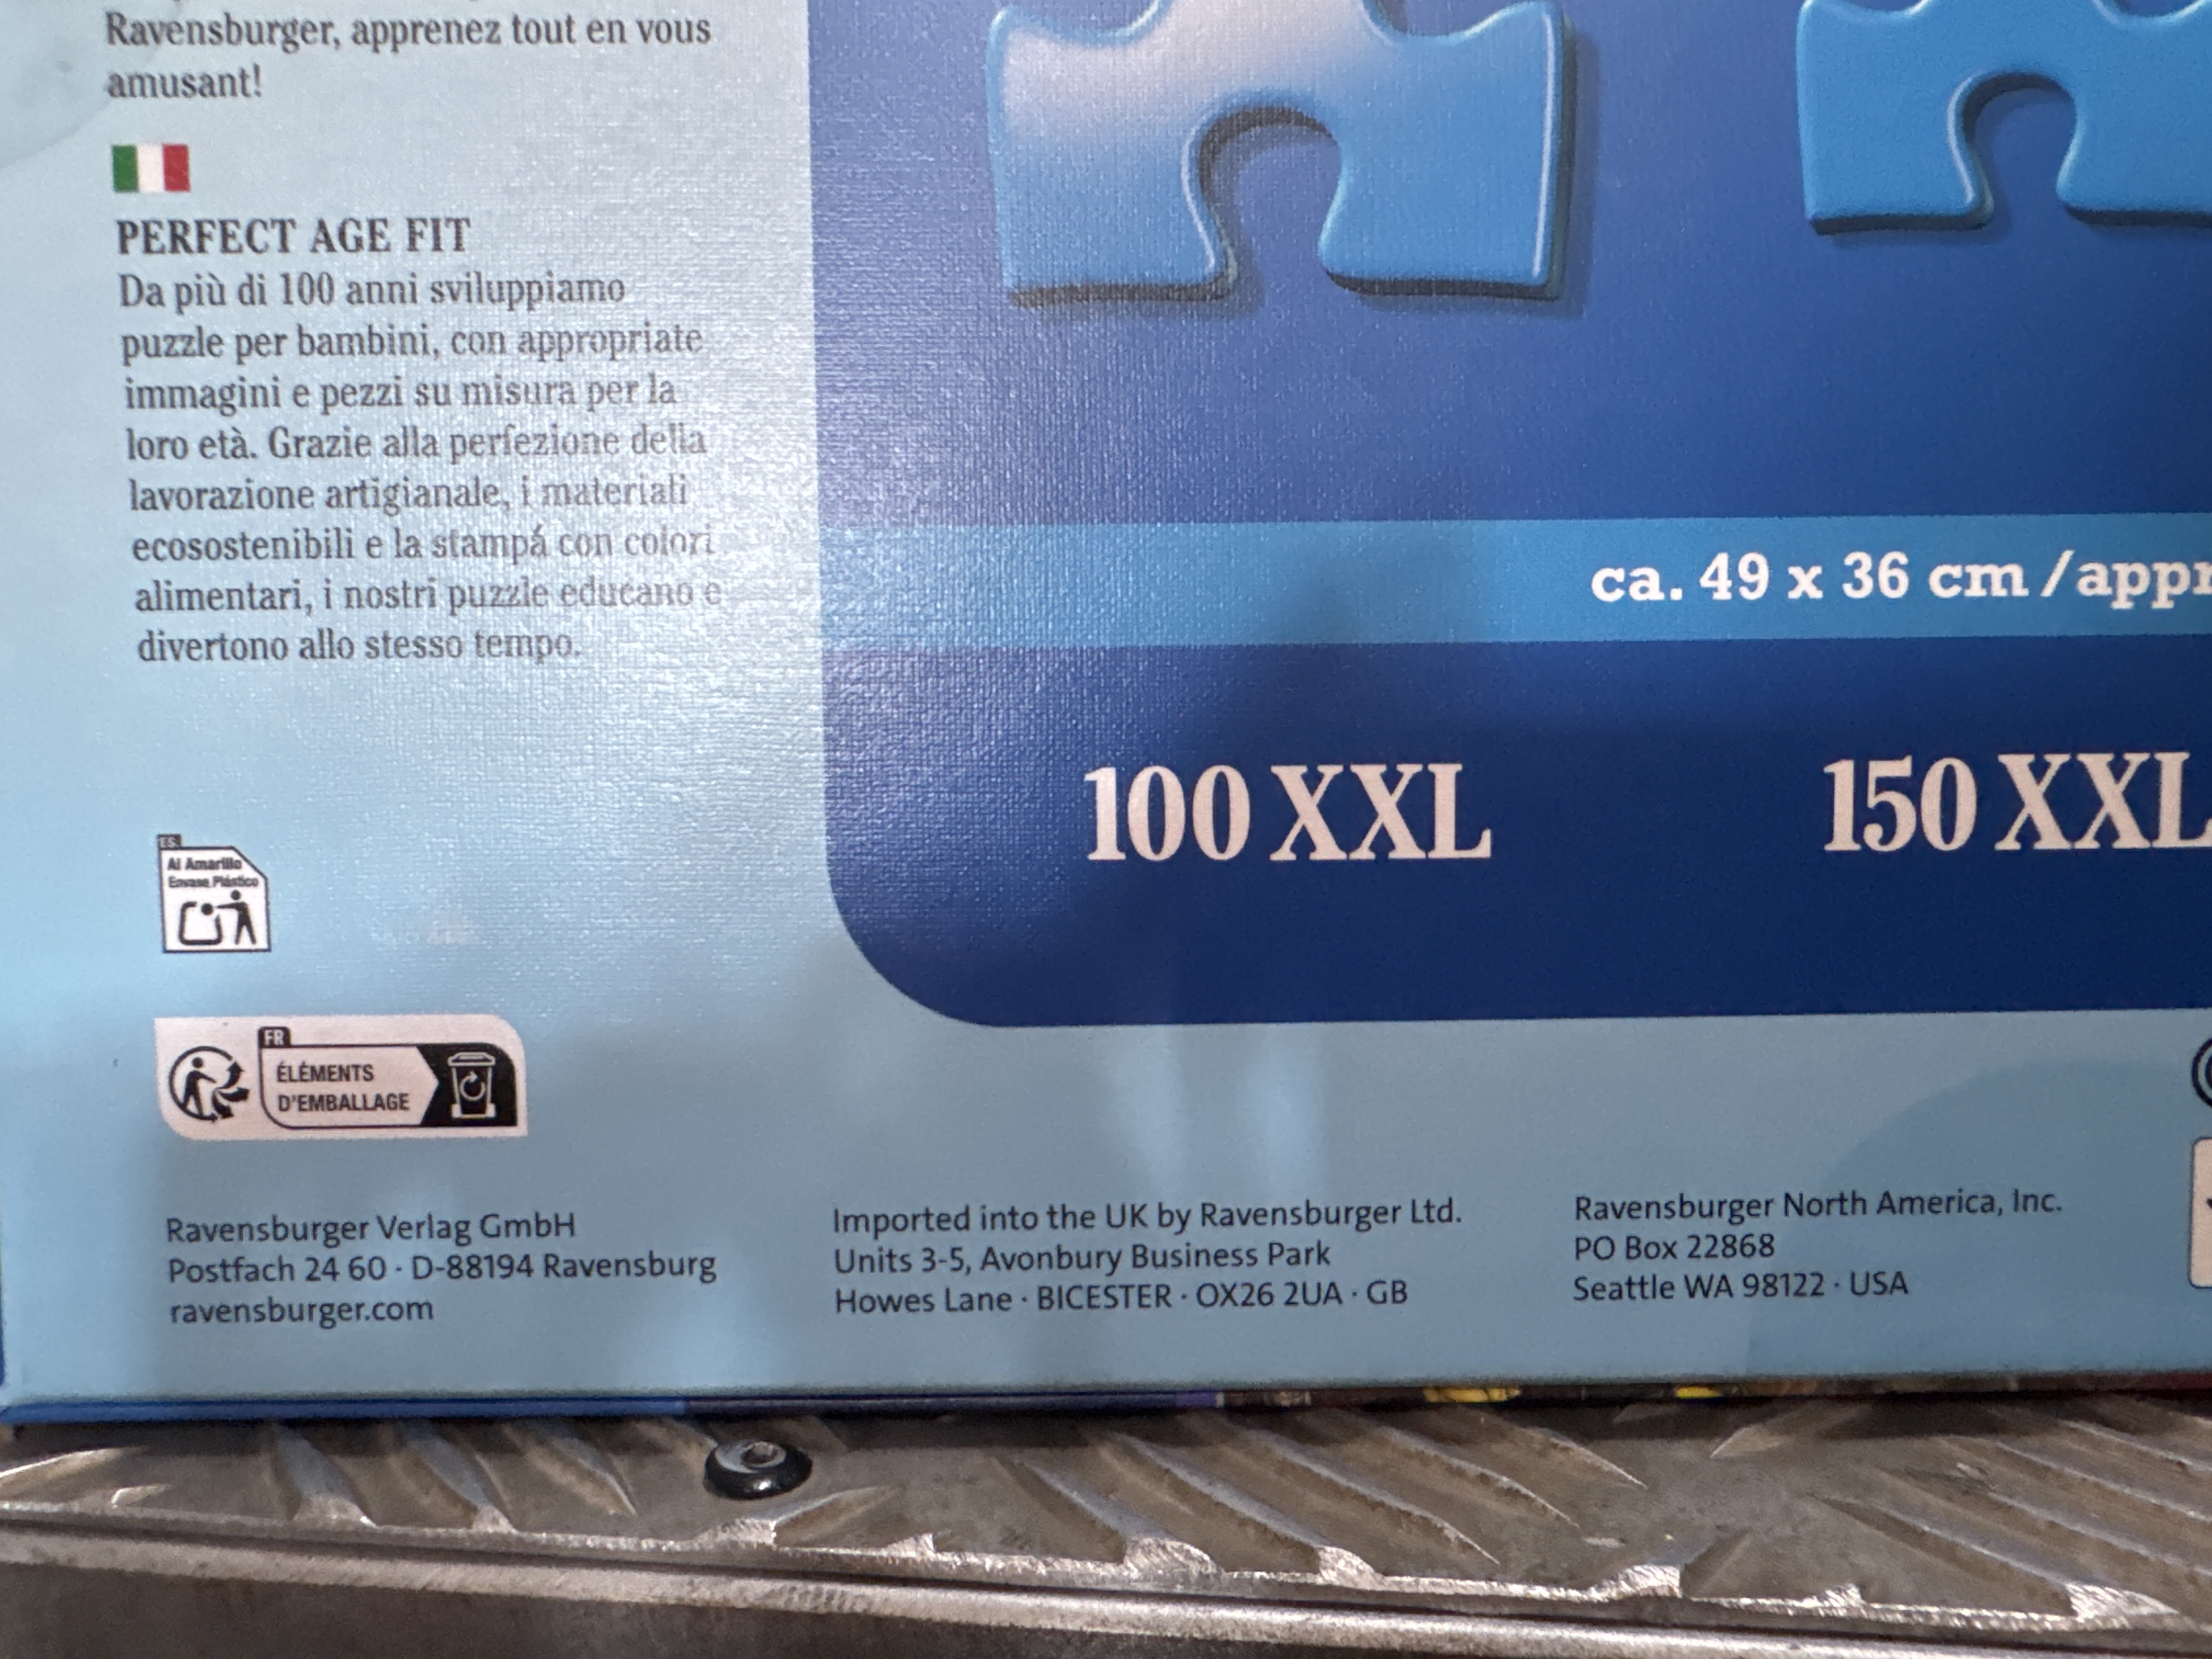 Ravensburger, apprenez tout en vous
amusant!
PERFECT AGE FIT
Da più di 100 anni sviluppiamo
puzzle per bambini, con appropriate
immagini e pezzi su misura per la
loro età. Grazie alla perfezione della
lavorazione artigianale, i materiali
ecosostenibili e la stampá con colori
alimentari, i nostri puzzle educano e
divertono allo stesso tempo.
ca. 49 x 36 cm / appr
100 XXL
150 XXL
ES
Al Amarillo
Envase Plástico
FR
ÉLÉMENTS
D'EMBALLAGE
Ravensburger Verlag GmbH
Postfach 24 60 · D-88194 Ravensburg
ravensburger.com
Imported into the UK by Ravensburger Ltd.
Units 3-5, Avonbury Business Park
Howes Lane · BICESTER · OX26 2UA · GB
Ravensburger North America, Inc.
PO Box 22868
Seattle WA 98122 · USA